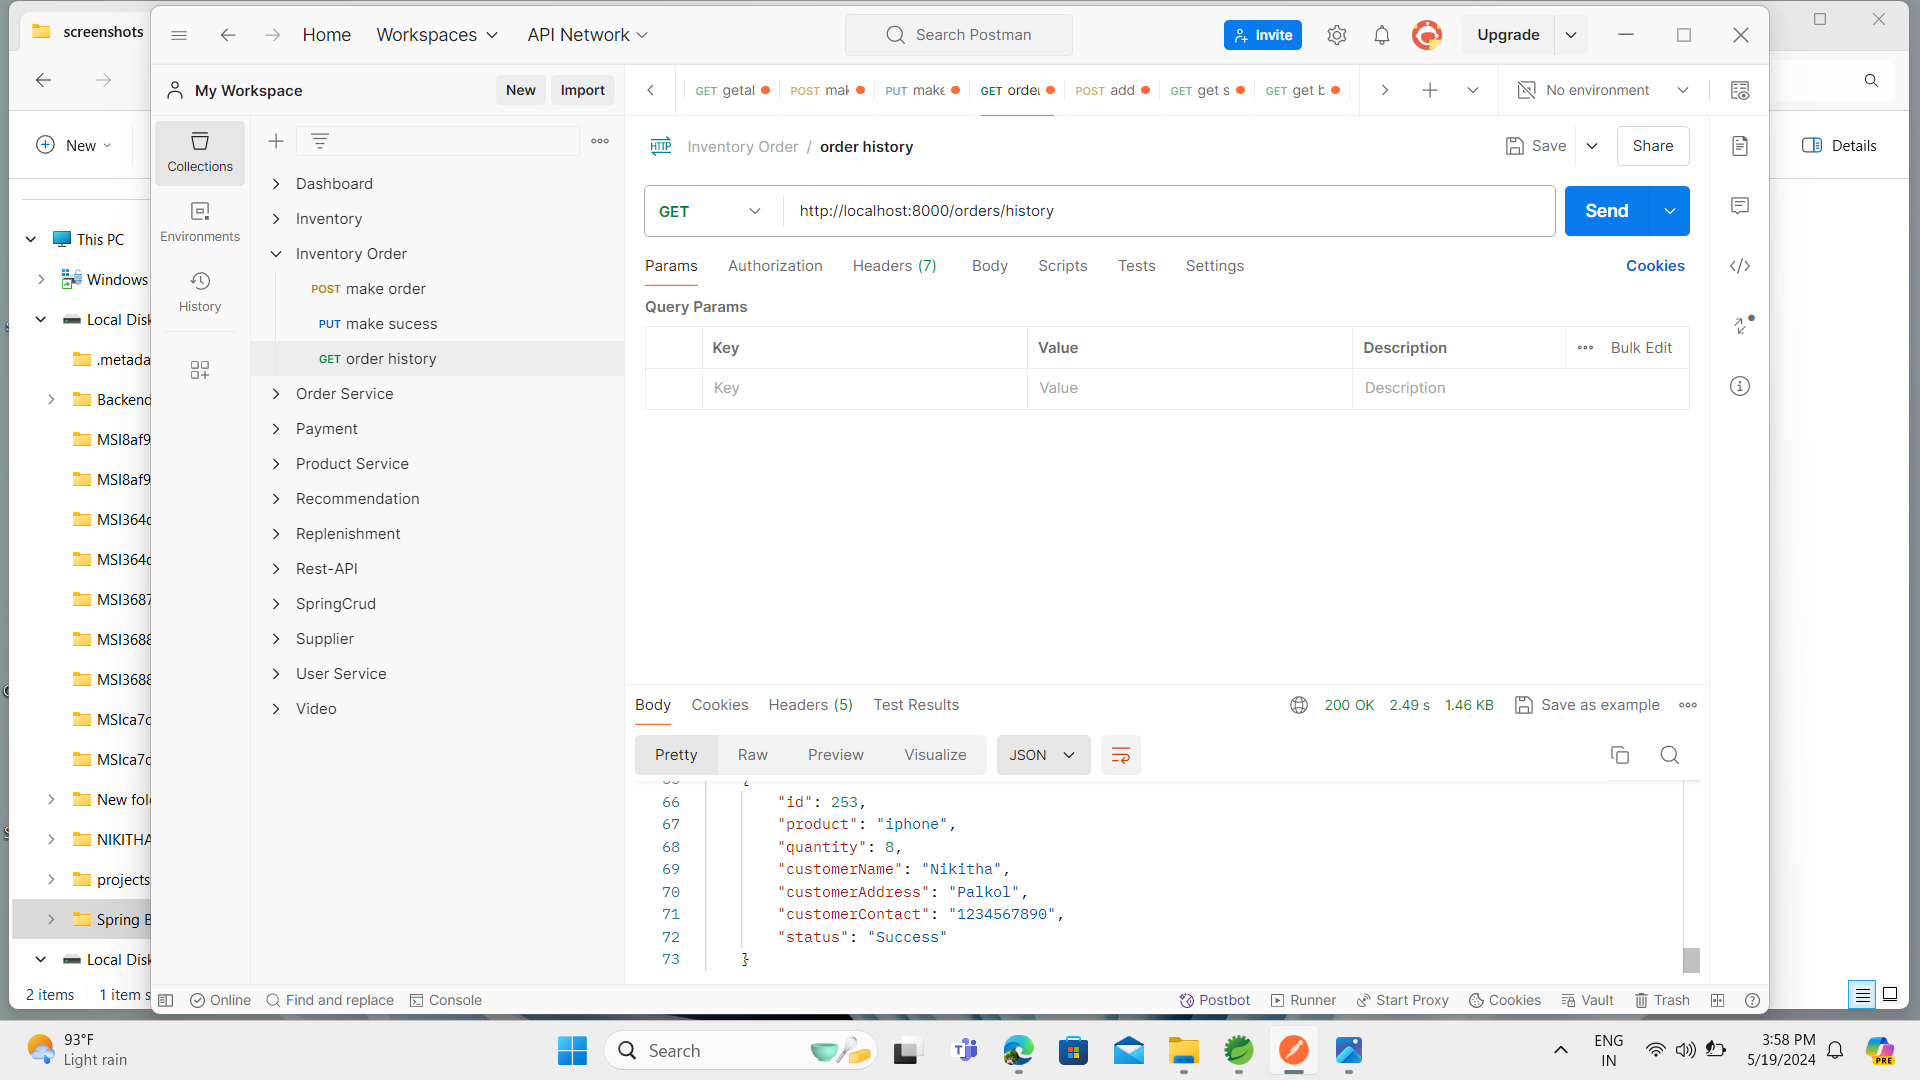 screenshots
New
This PC
Windows
Local Disk
.metada
Backend
MSI8af9
MSI8af9
MSI364c
MSI364c
MSI3687
MSI3688
MSI3688
MSIca7c
MSIca7c
New fol
NIKITHA
projects
Spring B
Local Disk
2 items 1 item s
Details
Home Workspaces API Network
Search Postman
Invite
Upgrade
My Workspace New Import
GET getal POST mak PUT make GET order POST add GET get s GET get b
No environment
Collections
Environments
History
Dashboard
Inventory
Inventory Order
POST make order
PUT make sucess
GET order history
Order Service
Payment
Product Service
Recommendation
Replenishment
Rest-API
SpringCrud
Supplier
User Service
Video
HTTP Inventory Order / order history
Save Share
GET http://localhost:8000/orders/history Send
Params Authorization Headers (7) Body Scripts Tests Settings Cookies
Query Params
Key Value Description Bulk Edit
Key Value Description
Body Cookies Headers (5) Test Results 200 OK 2.49 s 1.46 KB Save as example
Pretty Raw Preview Visualize JSON
66 "id": 253,
67 "product": "iphone",
68 "quantity": 8,
69 "customerName": "Nikitha",
70 "customerAddress": "Palkol",
71 "customerContact": "1234567890",
72 "status": "Success"
73 }
Online Find and replace Console Postbot Runner Start Proxy Cookies Vault Trash
93°F
Light rain
Search
ENG
IN
3:58 PM
5/19/2024
PRE